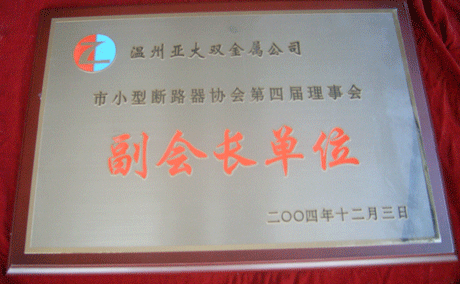 温州亚大双金属公司
市小型断路器协会第四届理事会
副会长单位
二〇〇四年十二月三日